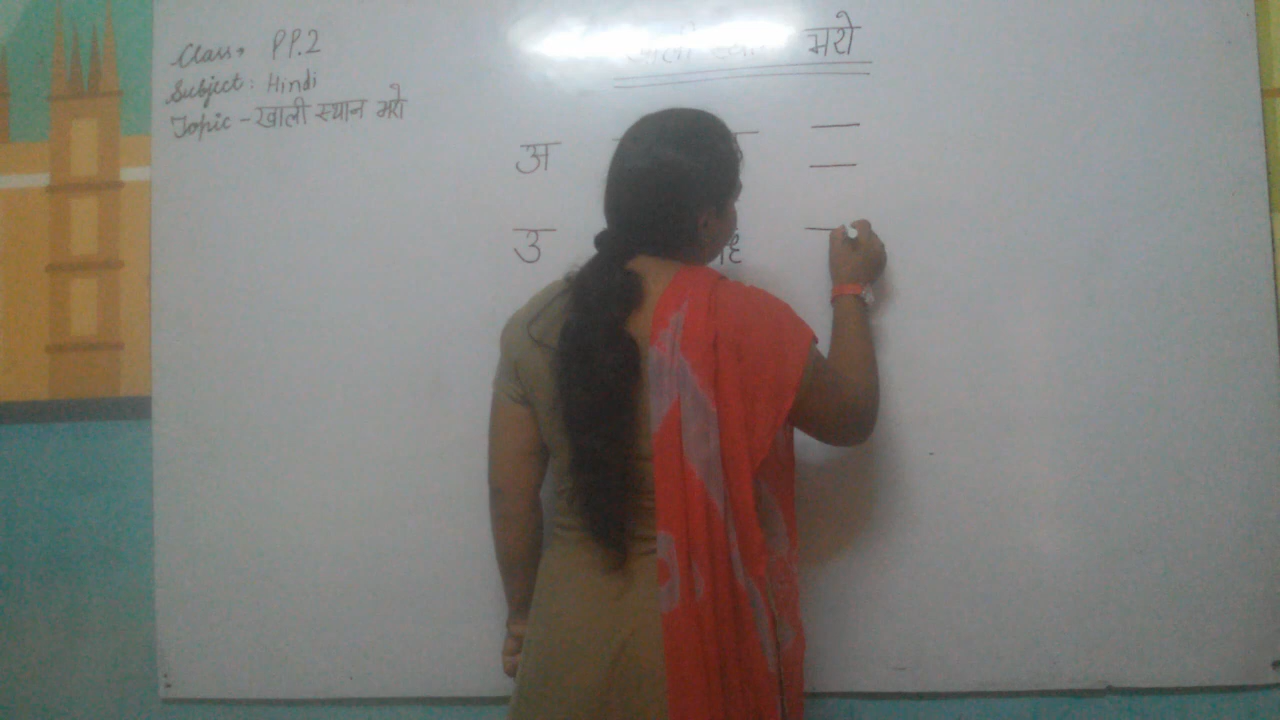 Class: PP.2
Subject: Hindi
Topic - खाली स्थान भरो
खाली स्थान भरो
अ
उ